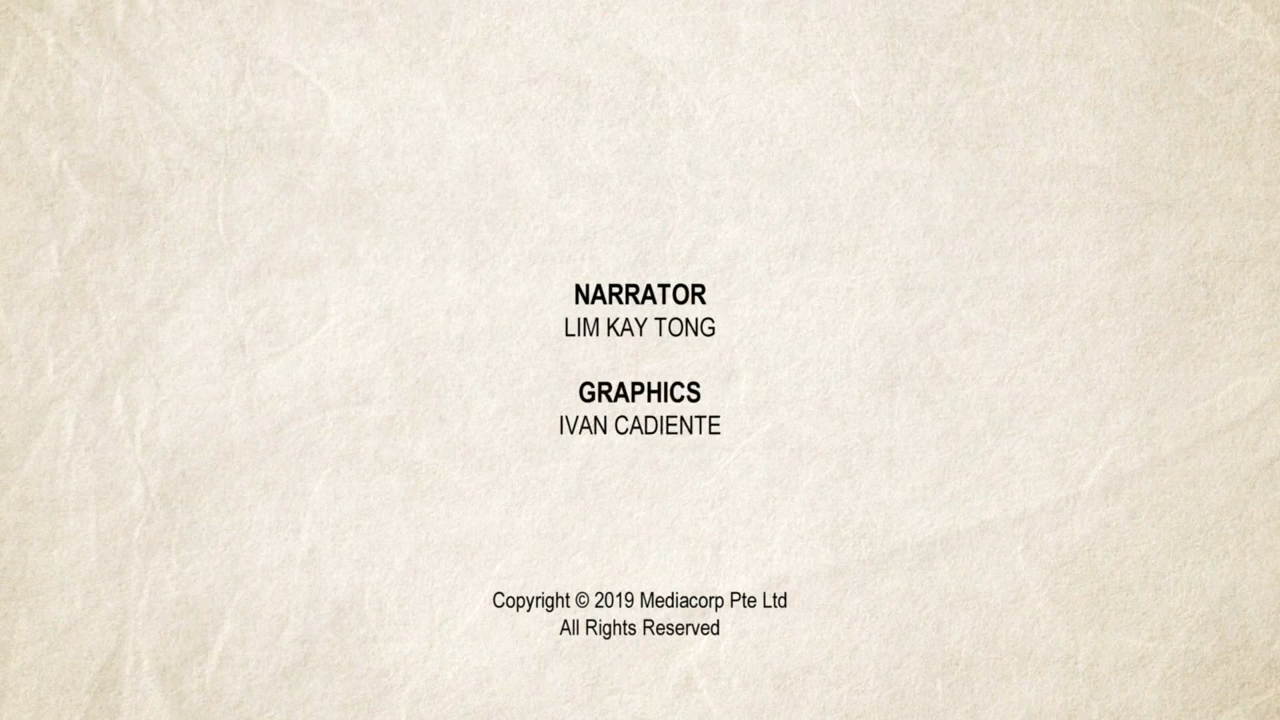 NARRATOR
LIM KAY TONG
GRAPHICS
IVAN CADIENTE
Copyright © 2019 Mediacorp Pte Ltd
All Rights Reserved